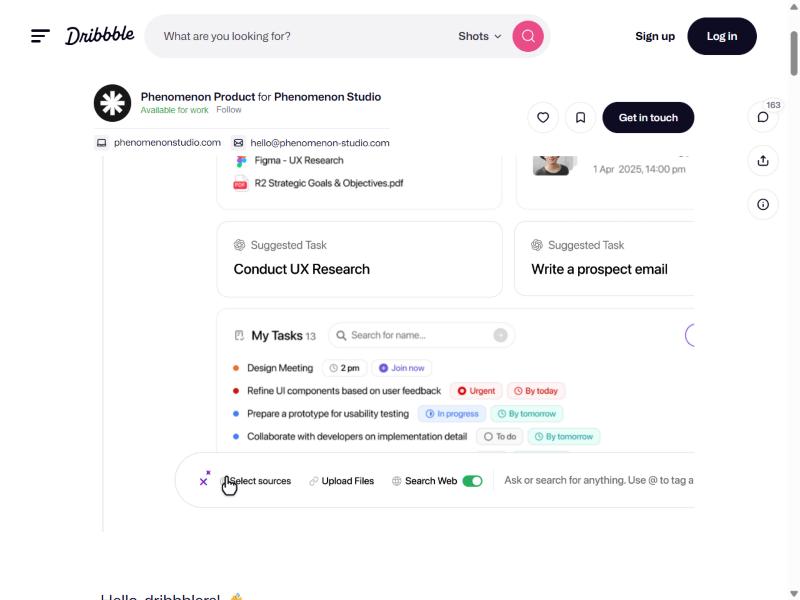 Dribbble
What are you looking for?
Shots
Sign up
Log in
Phenomenon Product for Phenomenon Studio
Available for work Follow
Get in touch
163
phenomenonstudio.com
hello@phenomenon-studio.com
Figma - UX Research
PDF
R2 Strategic Goals & Objectives.pdf
1 Apr 2025, 14:00 pm
Suggested Task
Conduct UX Research
Suggested Task
Write a prospect email
My Tasks 13
Search for name...
Design Meeting 2 pm Join now
Refine UI components based on user feedback Urgent By today
Prepare a prototype for usability testing In progress By tomorrow
Collaborate with developers on implementation detail To do By tomorrow
Select sources Upload Files Search Web Ask or search for anything. Use @ to tag a
Hello, dribbblers!